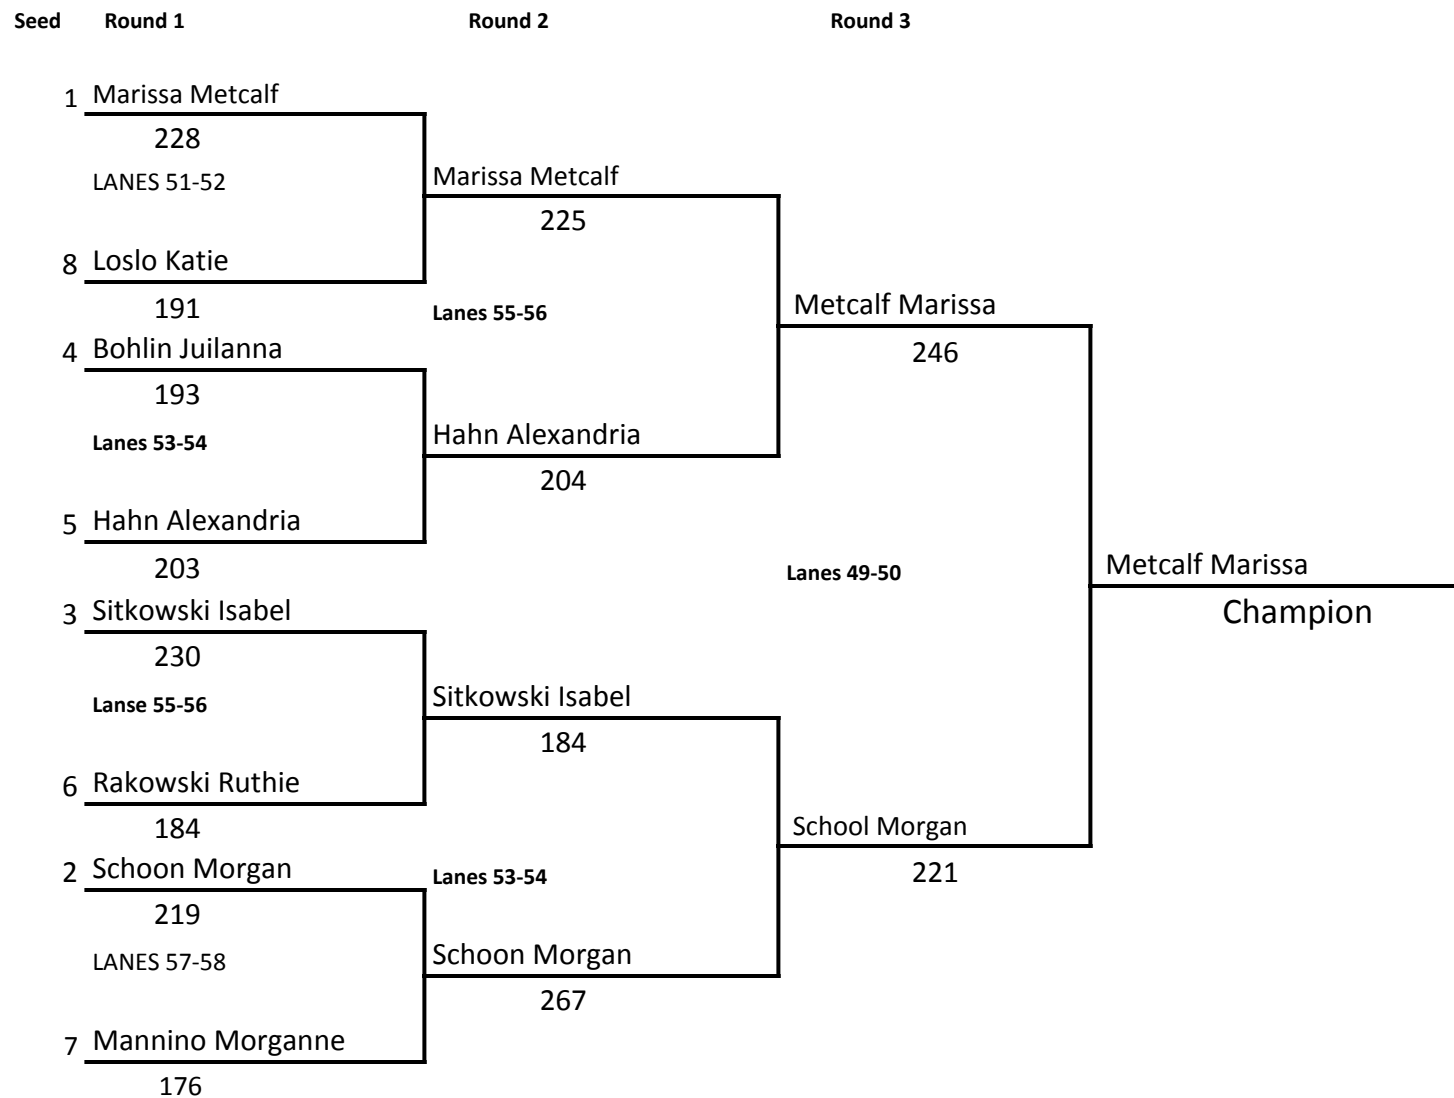 Seed Round 1 Round 2 Round 3
1 Marissa Metcalf
228
LANES 51-52
Marissa Metcalf
225
8 Loslo Katie
191
Lanes 55-56
Metcalf Marissa
246
4 Bohlin Juilanna
193
Lanes 53-54
Hahn Alexandria
204
5 Hahn Alexandria
203
Lanes 49-50
Metcalf Marissa
Champion
3 Sitkowski Isabel
230
Lanse 55-56
Sitkowski Isabel
184
6 Rakowski Ruthie
184
School Morgan
221
2 Schoon Morgan
219
Lanes 53-54
LANES 57-58
Schoon Morgan
267
7 Mannino Morganne
176